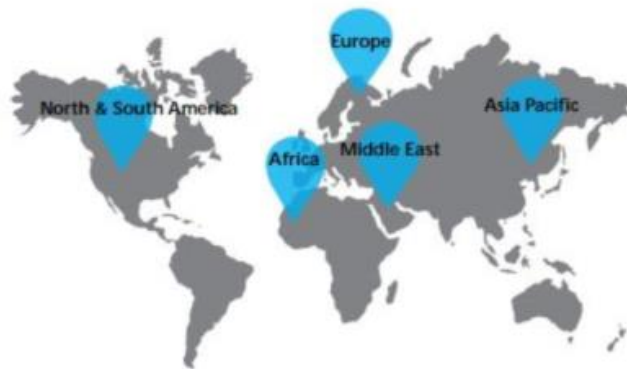 Europe
North & South America
Asia Pacific
Africa
Middle East